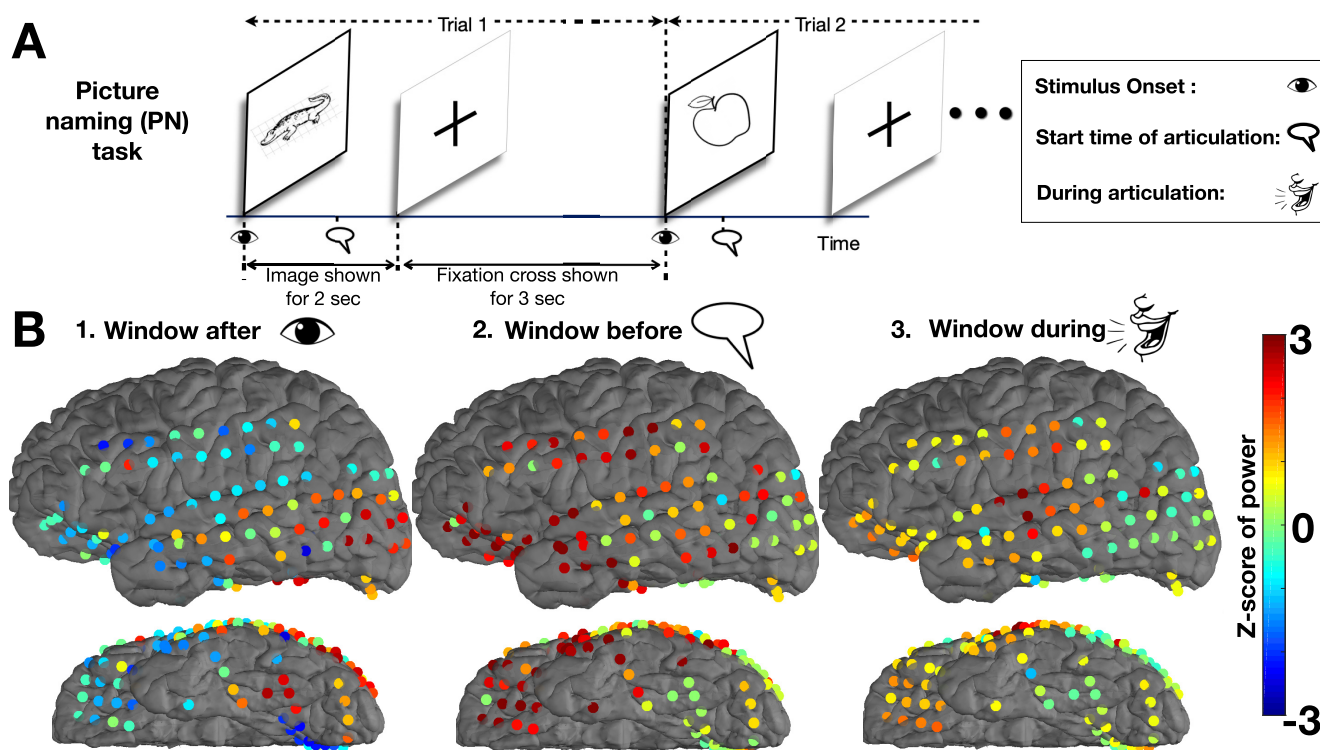 A
Trial 1
Trial 2
Picture
naming (PN)
task
Stimulus Onset :
Start time of articulation:
During articulation:
Time
Image shown
for 2 sec
Fixation cross shown
for 3 sec
B
1. Window after
2. Window before
3. Window during
3
0
-3
Z-score of power